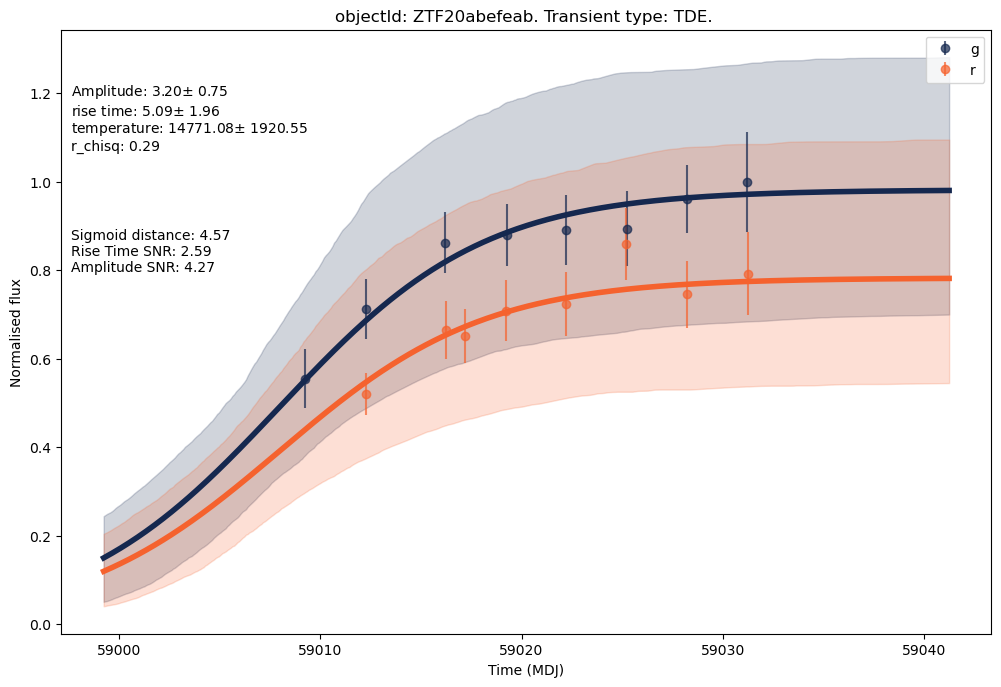 objectId: ZTF20abefeab. Transient type: TDE.
g
r
Amplitude: 3.20± 0.75
rise time: 5.09± 1.96
temperature: 14771.08± 1920.55
r_chisq: 0.29
Sigmoid distance: 4.57
Rise Time SNR: 2.59
Amplitude SNR: 4.27
Normalised flux
1.2
1.0
0.8
0.6
0.4
0.2
0.0
59000 59010 59020 59030 59040
Time (MDJ)